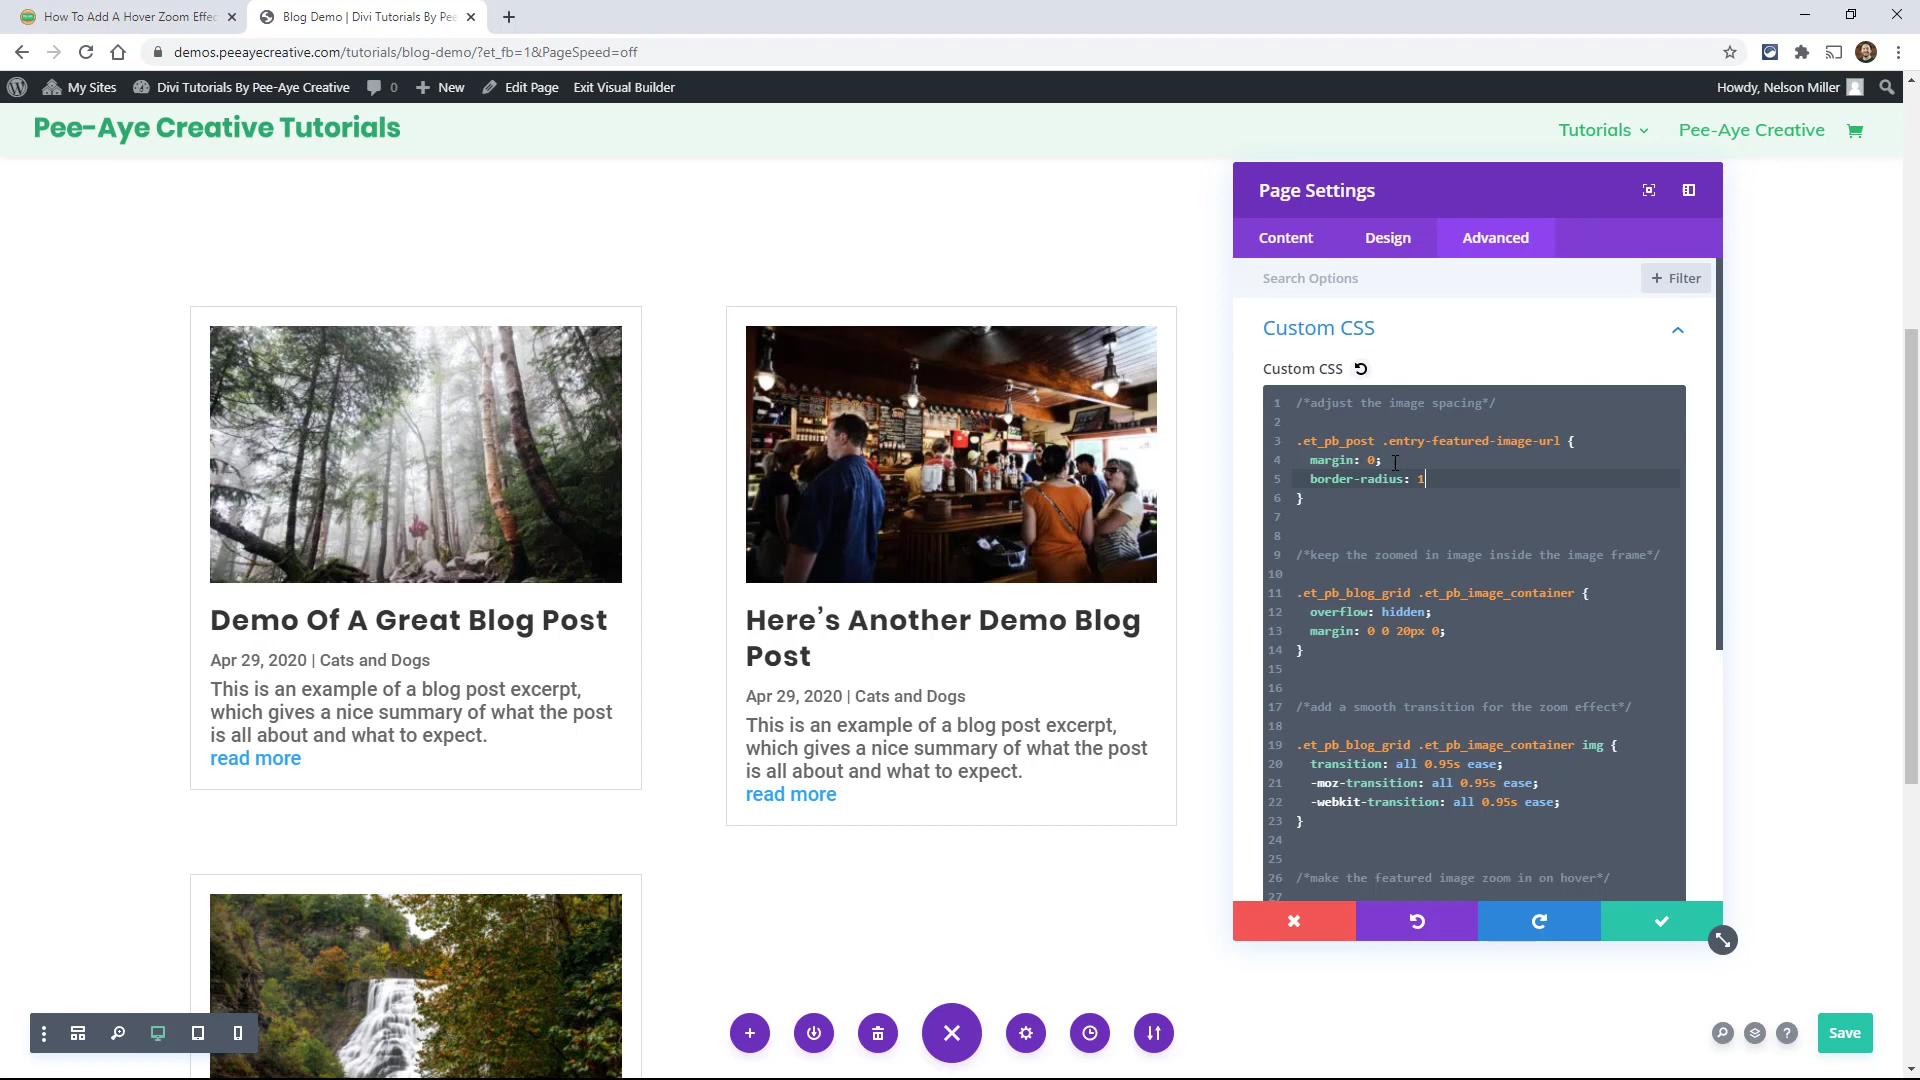 How To Add A Hover Zoom Effec
Blog Demo | Divi Tutorials By Pee
demos.peeayecreative.com/tutorials/blog-demo/?et_fb=1&PageSpeed=off
My Sites
Divi Tutorials By Pee-Aye Creative
0
New
Edit Page
Exit Visual Builder
Howdy, Nelson Miller
Pee-Aye Creative Tutorials
Tutorials
Pee-Aye Creative
Demo Of A Great Blog Post
Apr 29, 2020 | Cats and Dogs
This is an example of a blog post excerpt,
which gives a nice summary of what the post
is all about and what to expect.
read more
Here’s Another Demo Blog
Post
Apr 29, 2020 | Cats and Dogs
This is an example of a blog post excerpt,
which gives a nice summary of what the post
is all about and what to expect.
read more
Page Settings
Content
Design
Advanced
Search Options
+ Filter
Custom CSS
Custom CSS
1 /*adjust the image spacing*/
2
3 .et_pb_post .entry-featured-image-url {
4 margin: 0;
5 border-radius: 1
6 }
7
8
9 /*keep the zoomed in image inside the image frame*/
10
11 .et_pb_blog_grid .et_pb_image_container {
12 overflow: hidden;
13 margin: 0 0 20px 0;
14 }
15
16
17 /*add a smooth transition for the zoom effect*/
18
19 .et_pb_blog_grid .et_pb_image_container img {
20 transition: all 0.95s ease;
21 -moz-transition: all 0.95s ease;
22 -webkit-transition: all 0.95s ease;
23 }
24
25
26 /*make the featured image zoom in on hover*/
27
Save